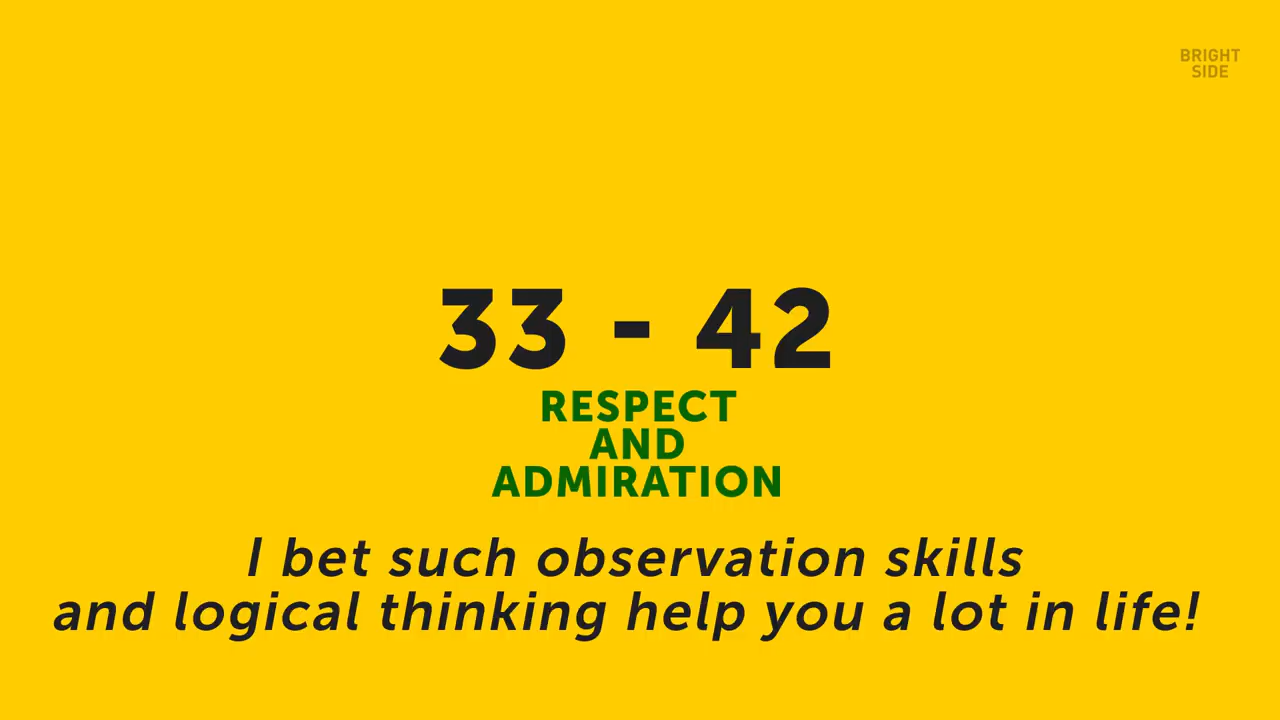 BRIGHT
SIDE
33 - 42
RESPECT
AND
ADMIRATION
I bet such observation skills
and logical thinking help you a lot in life!